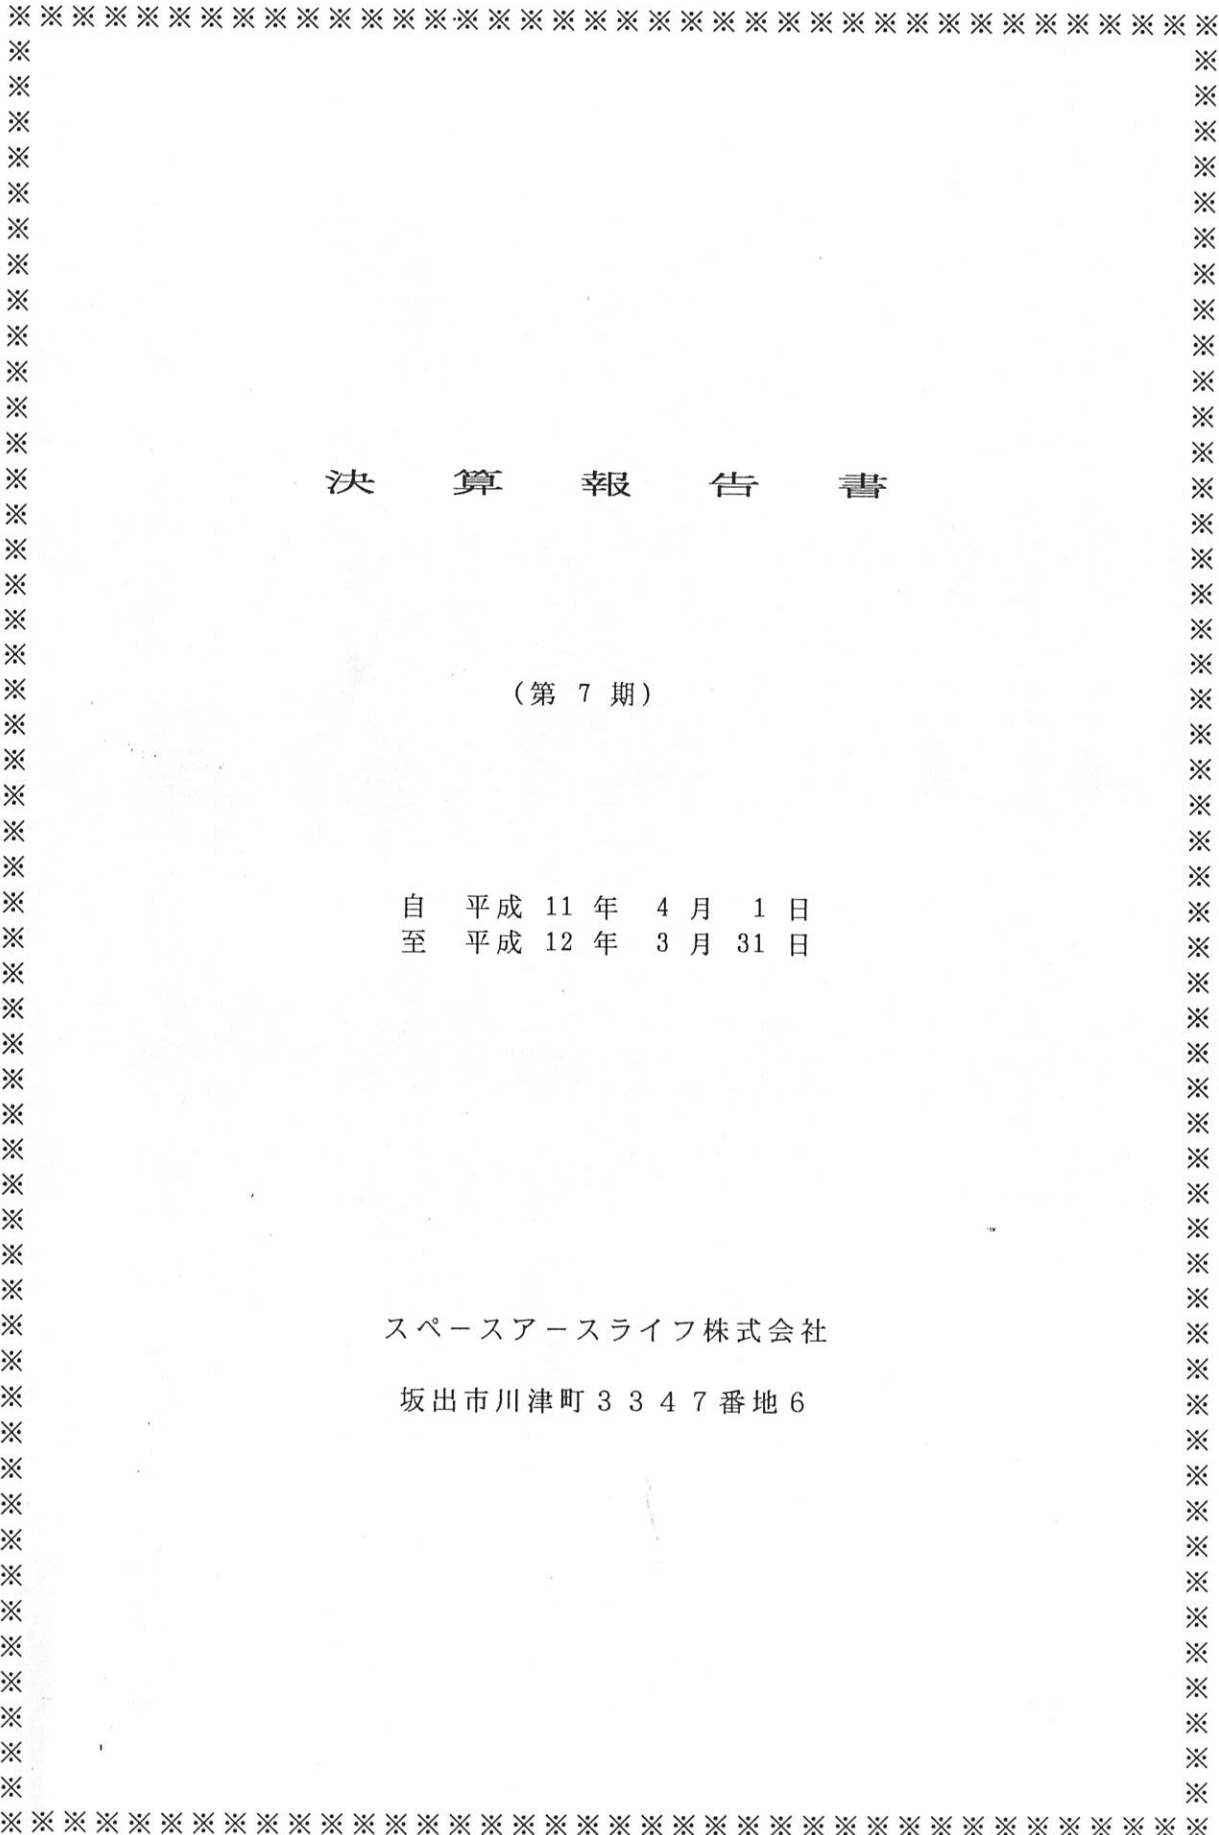 決算報告書
(第 7 期)
自 平成 11 年 4 月 1 日
至 平成 12 年 3 月 31 日
スペースアースライフ株式会社
坂出市川津町3347番地6